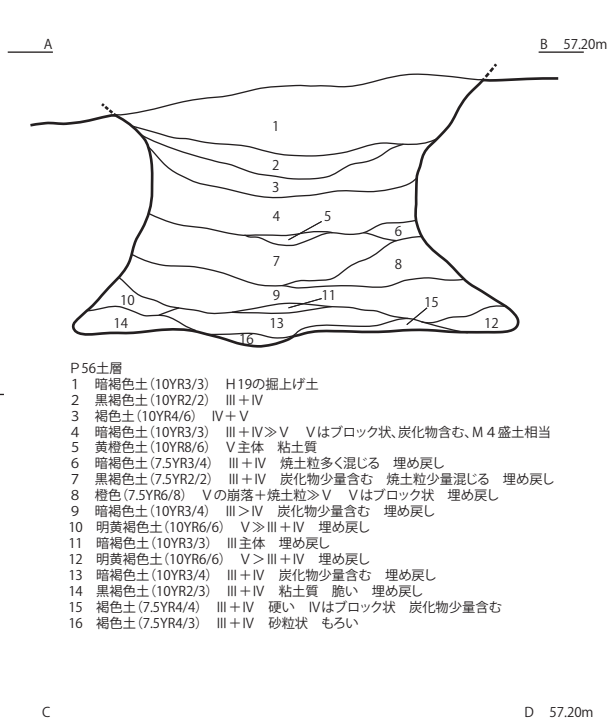 A
B 57.20m
1
2
3
4 5
6
7
8
9 11
10 15
14 13 12
16
P56土層
1 暗褐色土(10YR3/3) H19の掘上げ土
2 黒褐色土(10YR2/2) Ⅲ+Ⅳ
3 褐色土(10YR4/6) Ⅳ+Ⅴ
4 暗褐色土(10YR3/3) Ⅲ+Ⅳ≫Ⅴ Ⅴはブロック状、炭化物含む、M4盛土相当
5 黄橙色土(10YR8/6) Ⅴ主体 粘土質
6 暗褐色土(7.5YR3/4) Ⅲ+Ⅳ 焼土粒多く混じる 埋め戻し
7 黒褐色土(7.5YR2/2) Ⅲ+Ⅳ 炭化物少量含む 焼土粒少量混じる 埋め戻し
8 橙色(7.5YR6/8) Ⅴの崩落+焼土粒≫Ⅴ Ⅴはブロック状 埋め戻し
9 暗褐色土(10YR3/4) Ⅲ>Ⅳ 炭化物少量含む 埋め戻し
10 明黄褐色土(10YR6/6) Ⅴ≫Ⅲ+Ⅳ 埋め戻し
11 暗褐色土(10YR3/3) Ⅲ主体 埋め戻し
12 明黄褐色土(10YR6/6) Ⅴ>Ⅲ+Ⅳ 埋め戻し
13 暗褐色土(10YR3/4) Ⅲ+Ⅳ 炭化物少量含む 埋め戻し
14 黒褐色土(10YR2/3) Ⅲ+Ⅳ 粘土質 脆い 埋め戻し
15 褐色土(7.5YR4/4) Ⅲ+Ⅳ 硬い Ⅳはブロック状 炭化物少量含む
16 褐色土(7.5YR4/3) Ⅲ+Ⅳ 砂粒状 もろい
C
D 57.20m